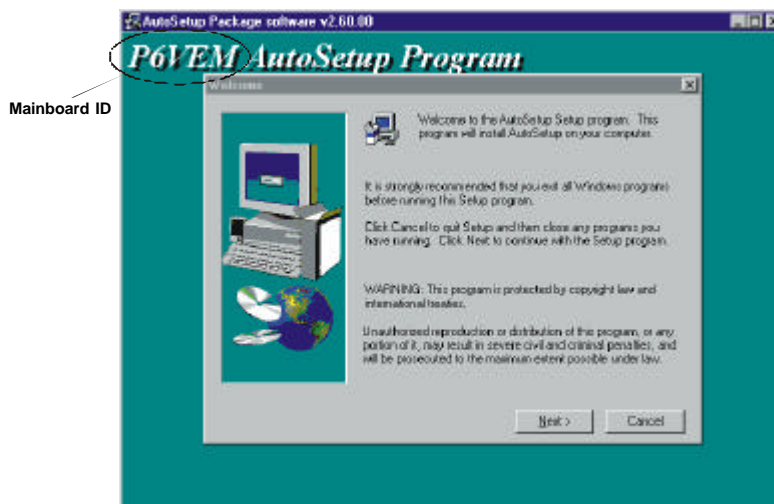 AutoSetup Package software v2.60.00
P6VEM AutoSetup Program
Mainboard ID
Welcome
Welcome to the AutoSetup Setup program. This
program will install AutoSetup on your computer.
It is strongly recommended that you exit all Windows programs
before running this Setup program.
Click Cancel to quit Setup and then close any programs you
have running. Click Next to continue with the Setup program.
WARNING: This program is protected by copyright law and
international treaties.
Unauthorized reproduction or distribution of this program, or any
portion of it, may result in severe civil and criminal penalties, and
will be prosecuted to the maximum extent possible under law.
Next >
Cancel